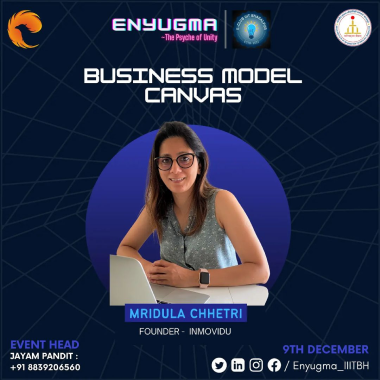 ENYUGMA
-The Psyche of Unity
BUSINESS MODEL
CANVAS
MRIDULA CHHETRI
FOUNDER - INMOVIDU
EVENT HEAD
JAYAM PANDIT :
+91 8839206560
9TH DECEMBER
/ Enyugma_IIITBH